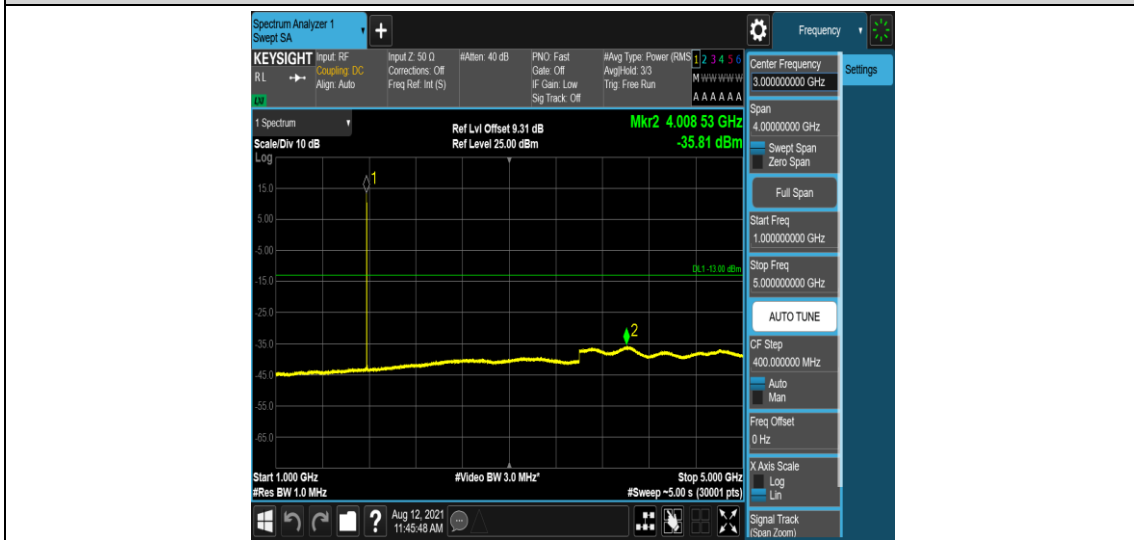 Spectrum Analyzer 1
Swept SA
+
Frequency
KEYSIGHT
RL
LXI
Input: RF
Coupling: DC
Align: Auto
Input Z: 50 Ω
Corrections: Off
Freq Ref: Int (S)
#Atten: 40 dB
PNO: Fast
Gate: Off
IF Gain: Low
Sig Track: Off
#Avg Type: Power (RMS
Avg|Hold: 3/3
Trig: Free Run
1 2 3 4 5 6
M W W W W W
A A A A A A
1 Spectrum
Scale/Div 10 dB
Ref Lvl Offset 9.31 dB
Ref Level 25.00 dBm
Mkr2 4.008 53 GHz
-35.81 dBm
Log
15.0
5.00
-5.00
-15.0
-25.0
-35.0
-45.0
-55.0
-65.0
1
DL1 -13.00 dBm
2
Start 1.000 GHz
#Res BW 1.0 MHz
#Video BW 3.0 MHz*
Stop 5.000 GHz
#Sweep ~5.00 s (30001 pts)
Center Frequency
3.000000000 GHz
Settings
Span
4.00000000 GHz
Swept Span
Zero Span
Full Span
Start Freq
1.000000000 GHz
Stop Freq
5.000000000 GHz
AUTO TUNE
CF Step
400.000000 MHz
Auto
Man
Freq Offset
0 Hz
X Axis Scale
Log
Lin
Signal Track
(Span Zoom)
?
Aug 12, 2021
11:45:48 AM